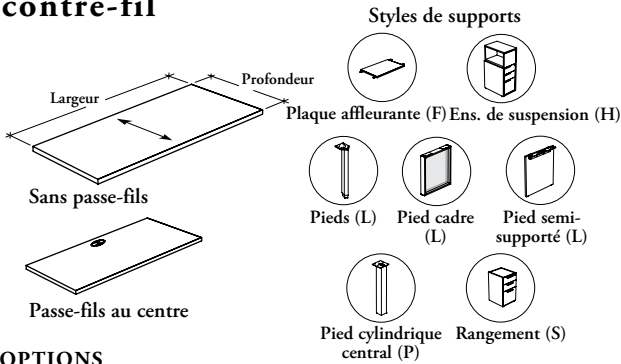 contre-fil
Styles de supports
Largeur
Profondeur
Plaque affleurante (F)
Ens. de suspension (H)
Sans passe-fils
Pieds (L)
Pied cadre
(L)
Pied semi-
supporté (L)
Passe-fils au centre
Pied cylindrique
central (P)
Rangement (S)
OPTIONS